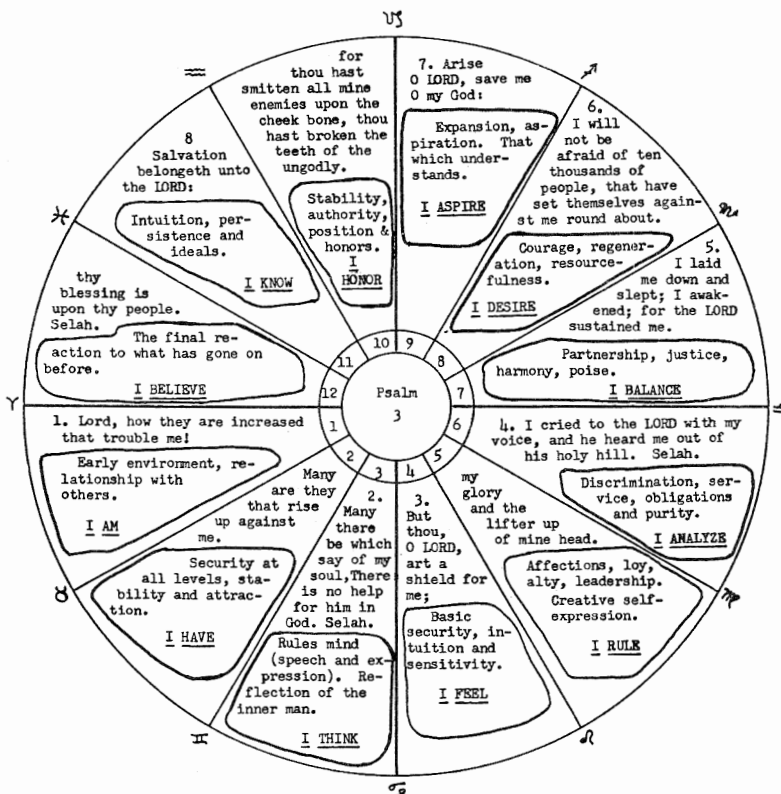 Psalm
3
1
♈
1. Lord, how they are increased
that trouble me!
Early environment, re-
lationship with
others.
I AM
2
♉
Many
are they
that rise
up against
me.
Security at
all levels, sta-
bility and attrac-
tion.
I HAVE
3
♊
2.
Many
there
be which
say of my
soul,There
is no help
for him in
God. Selah.
Rules mind
(speech and ex-
pression). Re-
flection of the
inner man.
I THINK
4
♋
3.
But
thou,
O LORD,
art a
shield for
me;
Basic
security, in-
tuition and
sensitivity.
I FEEL
5
♌
my
glory
and the
lifter up
of mine head.
Affections, loy,
alty, leadership.
Creative self-
expression.
I RULE
6
♍
4. I cried to the LORD with my
voice, and he heard me out of
his holy hill. Selah.
Discrimination, ser-
vice, obligations
and purity.
I ANALYZE
7
♎
5.
I laid
me down and
slept; I awak-
ened; for the LORD
sustained me.
Partnership, justice,
harmony, poise.
I BALANCE
8
♏
6.
I will
not be
afraid of ten
thousands of
people, that have
set themselves again-
st me round about.
Courage, regener-
ation, resource-
fulness.
I DESIRE
9
♐
7. Arise
O LORD, save me
O my God:
Expansion, as-
piration. That
which under-
stands.
I ASPIRE
10
♑
for
thou hast
smitten all mine
enemies upon the
cheek bone, thou
hast broken the
teeth of the
ungodly.
Stability,
authority,
position &
honors.
I
HONOR
11
♒
8
Salvation
belongeth unto
the LORD:
Intuition, per-
sistence and
ideals.
I KNOW
12
♓
thy
blessing is
upon thy people.
Selah.
The final re-
action to what has gone on
before.
I BELIEVE